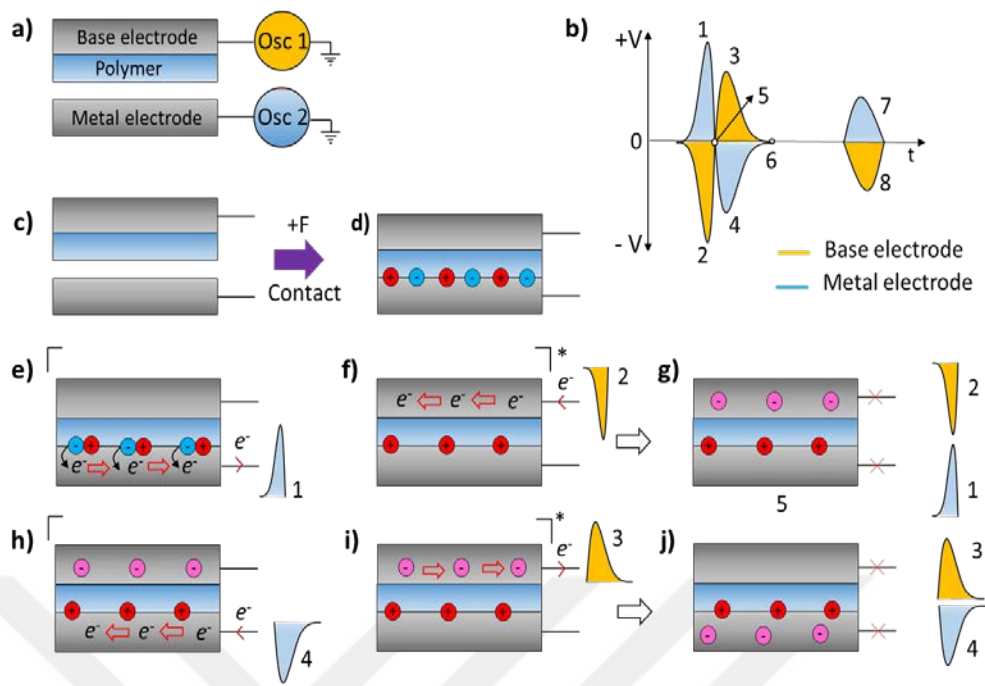 a)
Base electrode
Osc 1
Polymer
Metal electrode
Osc 2
b)
+V
1
3
5
7
0
6
t
8
4
- V
2
Base electrode
Metal electrode
c)
+F
Contact
d)
+ - + - + -
e)
- + - + - +
e-
e- e- e-
1
f)
*
e- e- e-
e-
2
+ + +
g)
- - -
+ + +
5
2
1
h)
- - -
+ + +
e- e- e-
e-
4
i)
*
- - -
e-
3
+ + +
j)
+ + +
- - -
3
4